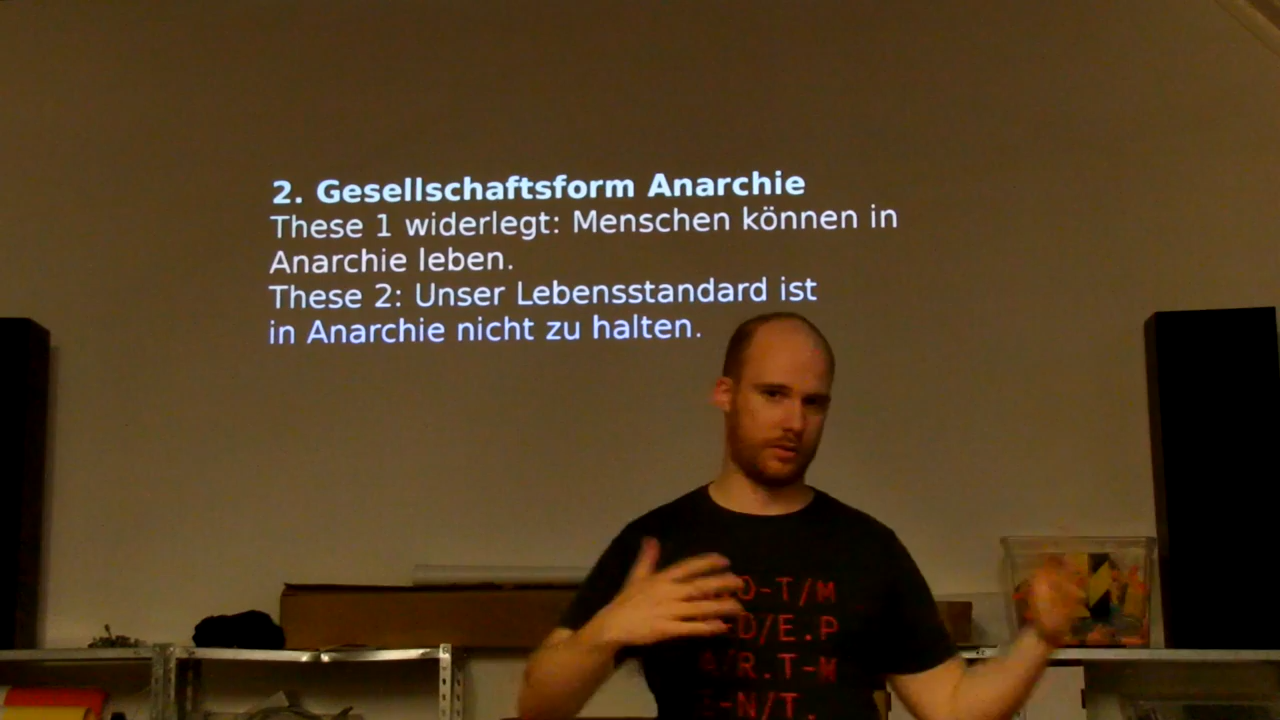 2. Gesellschaftsform Anarchie
These 1 widerlegt: Menschen können in
Anarchie leben.
These 2: Unser Lebensstandard ist
in Anarchie nicht zu halten.
O-T/M
D/E.P
A/R.T-M
E-N/T.